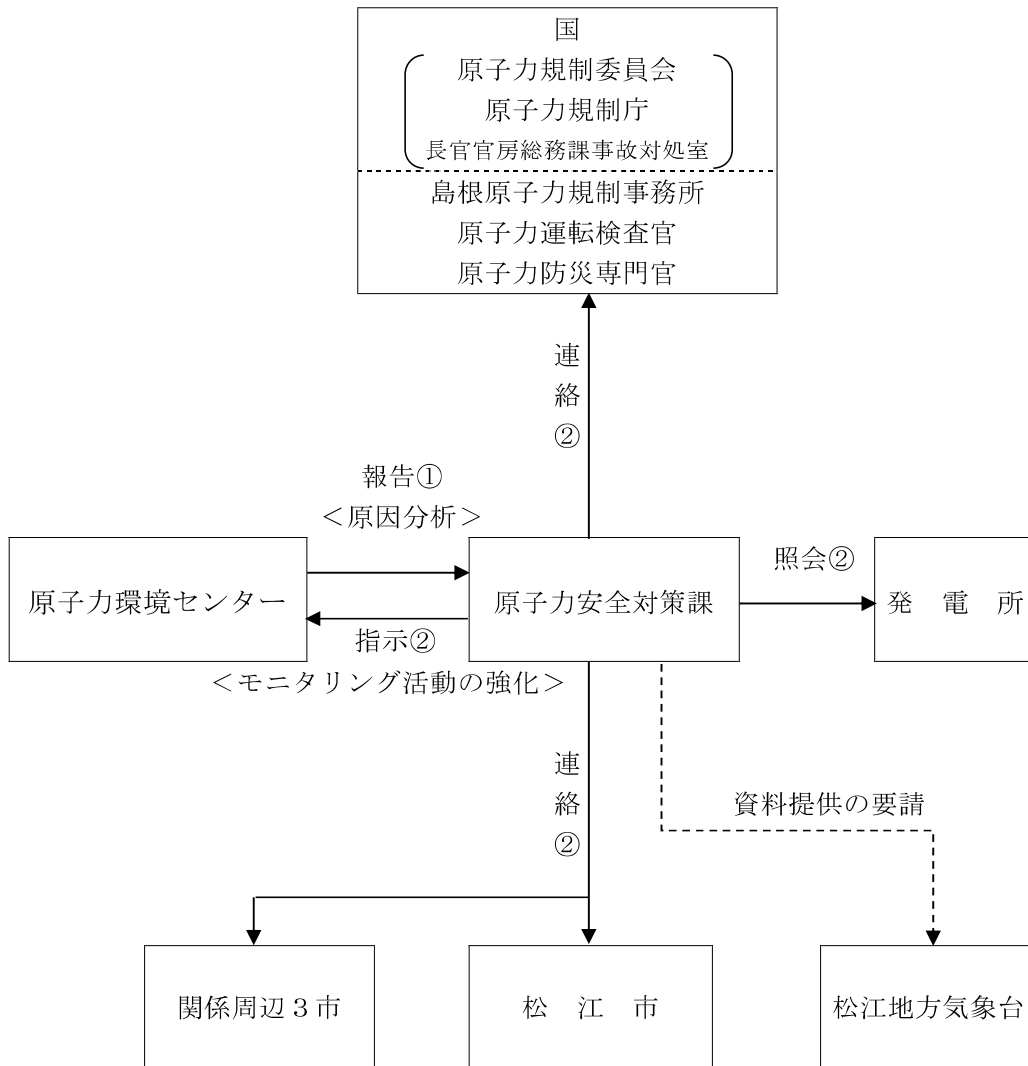 国
原子力規制委員会
原子力規制庁
長官官房総務課事故対処室
島根原子力規制事務所
原子力運転検査官
原子力防災専門官
連絡②
報告①
＜原因分析＞
照会②
原子力環境センター
原子力安全対策課
発電所
指示②
＜モニタリング活動の強化＞
連絡②
資料提供の要請
関係周辺３市
松江市
松江地方気象台